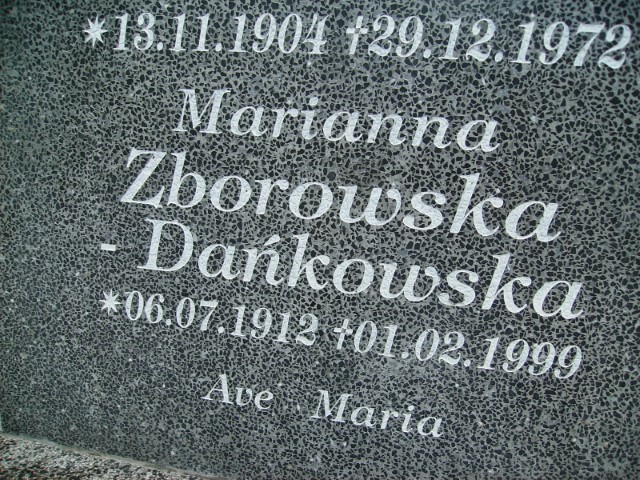 *13.11.1904 †29.12.1972
Marianna
Zborowska
- Dańkowska
*06.07.1912 †01.02.1999
Ave Maria